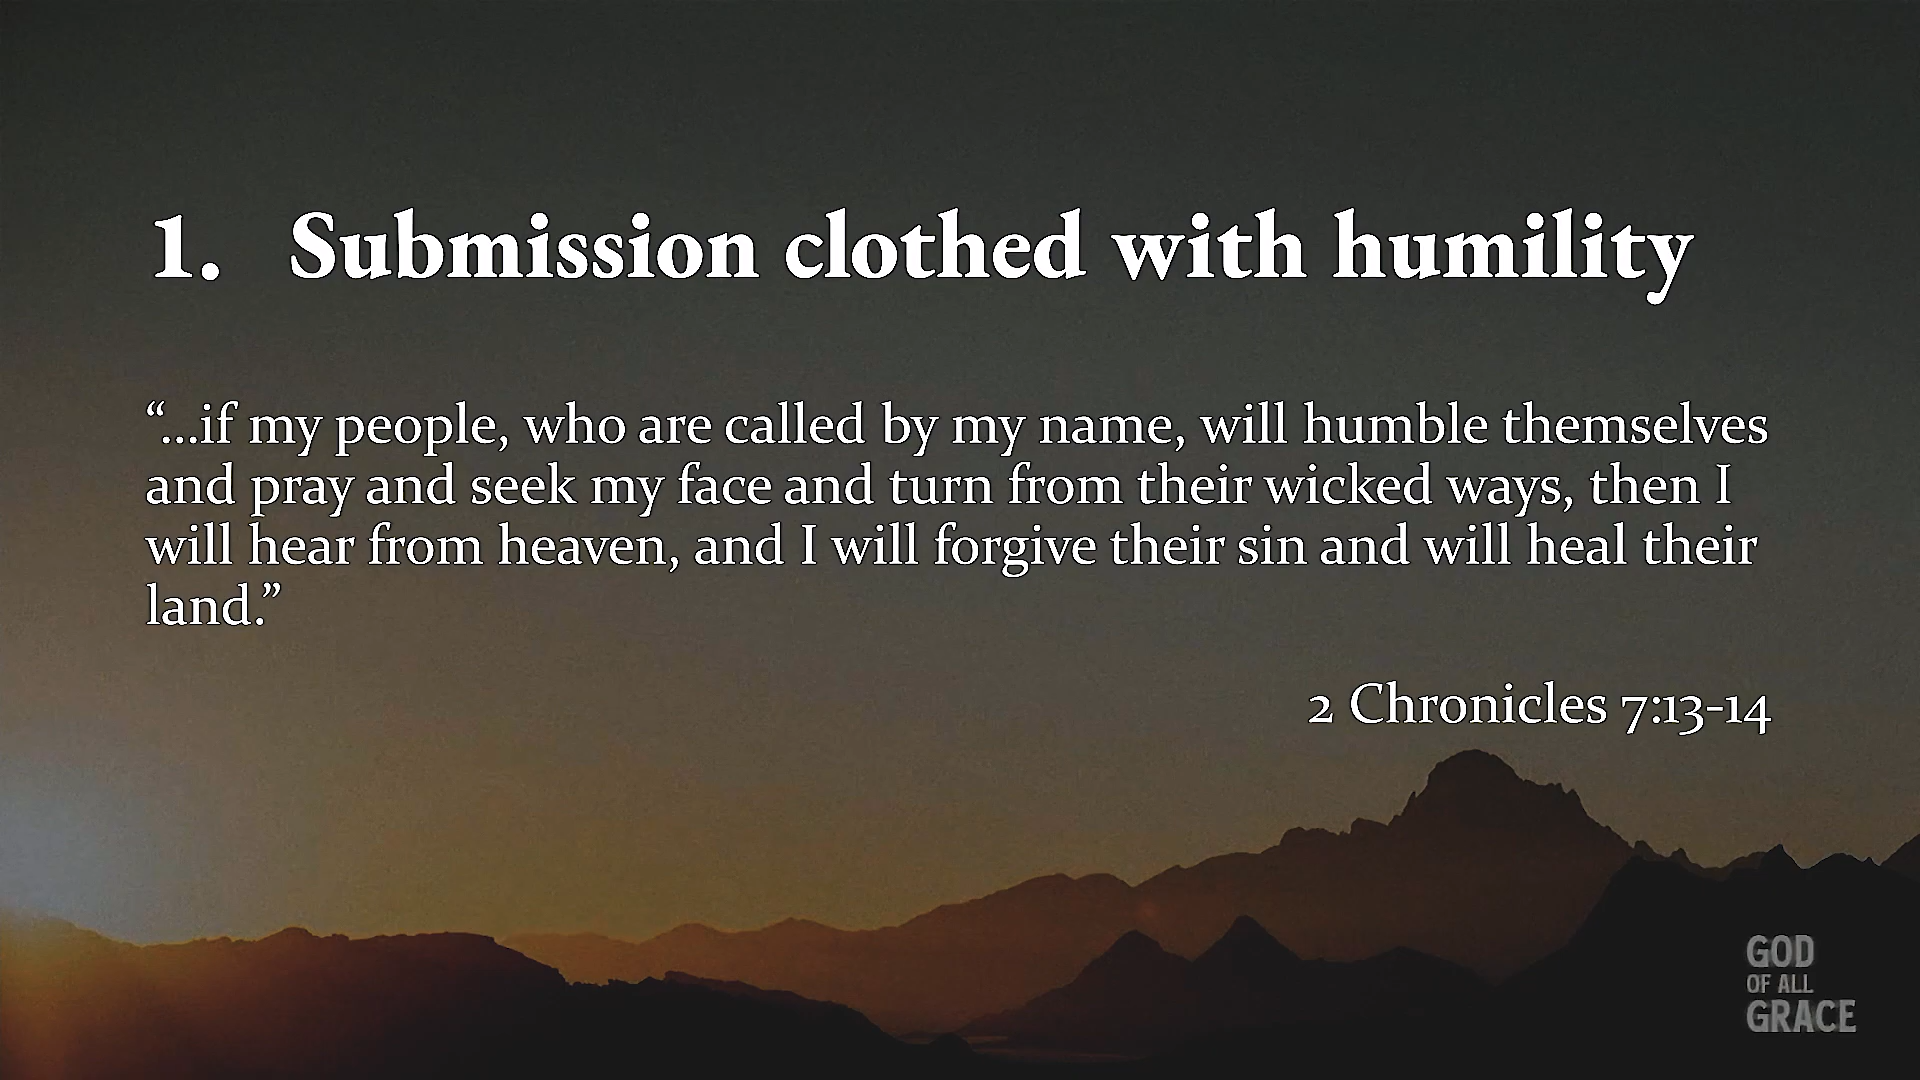 1. Submission clothed with humility
“...if my people, who are called by my name, will humble themselves
and pray and seek my face and turn from their wicked ways, then I
will hear from heaven, and I will forgive their sin and will heal their
land.”
2 Chronicles 7:13-14
GOD
OF ALL
GRACE